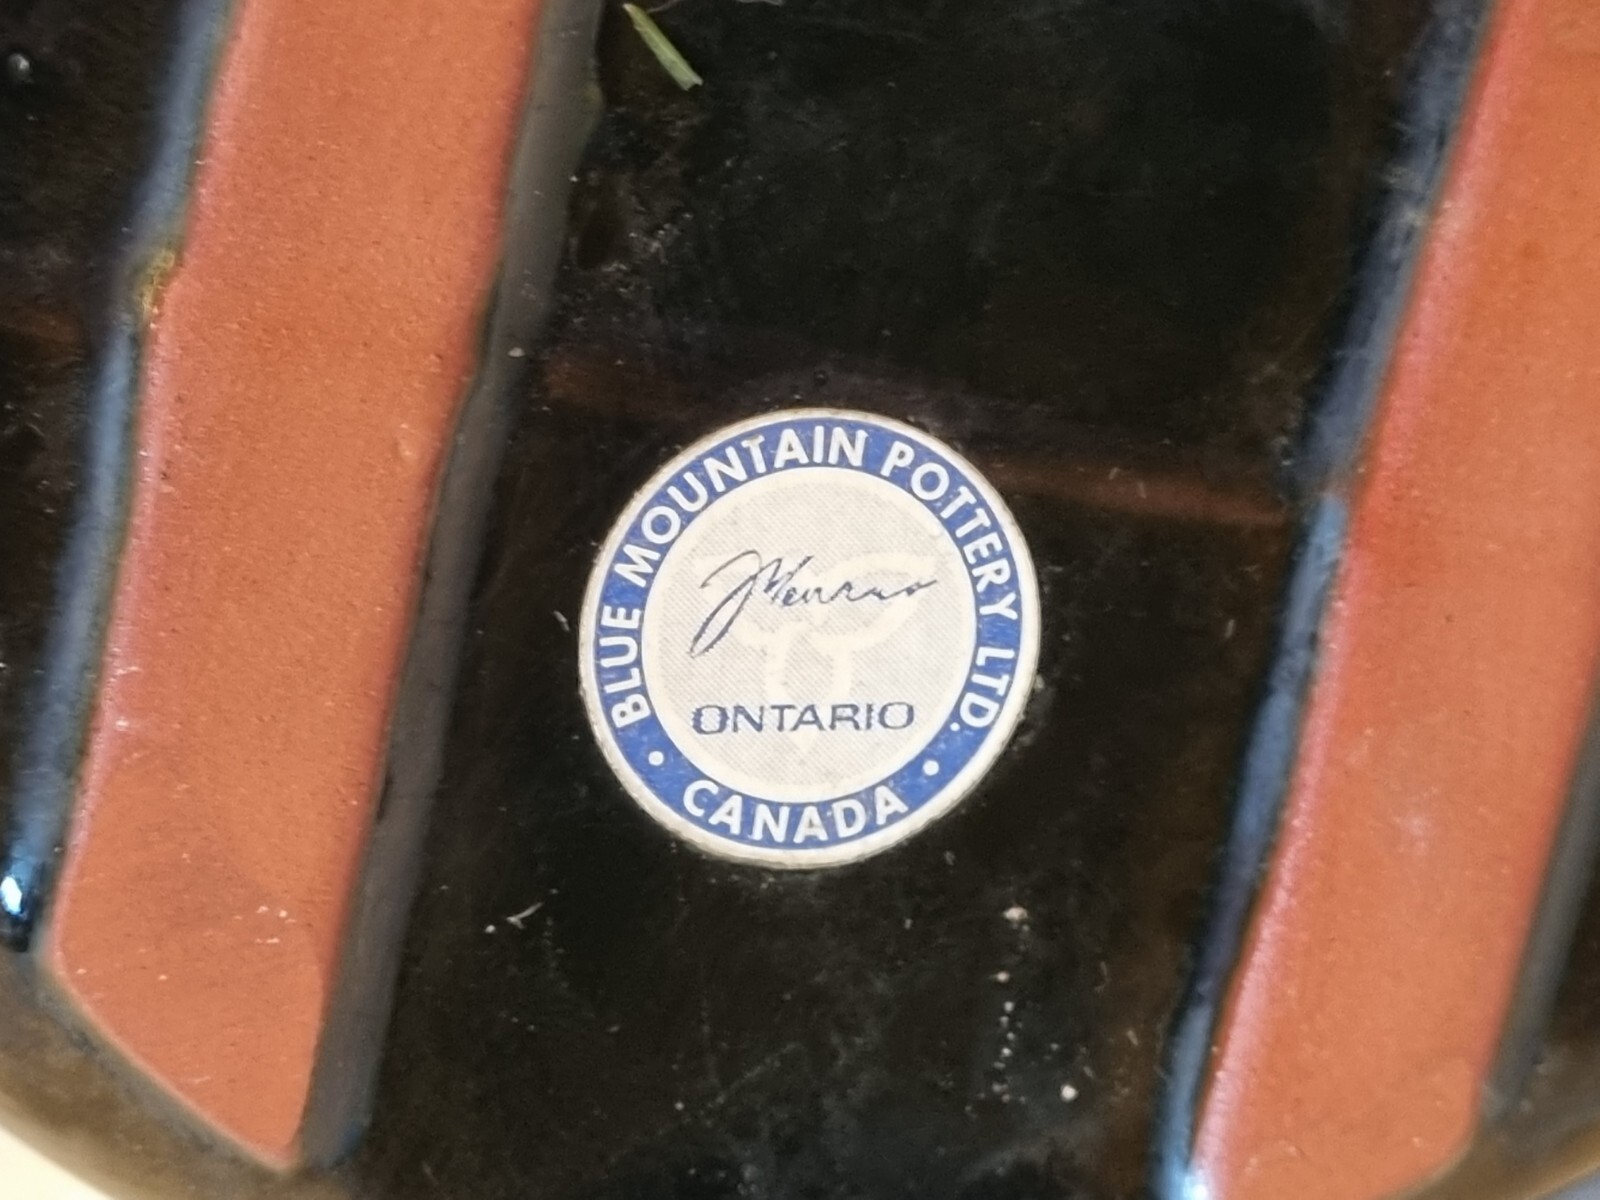 BLUE MOUNTAIN POTTERY LTD.
ONTARIO
• CANADA •